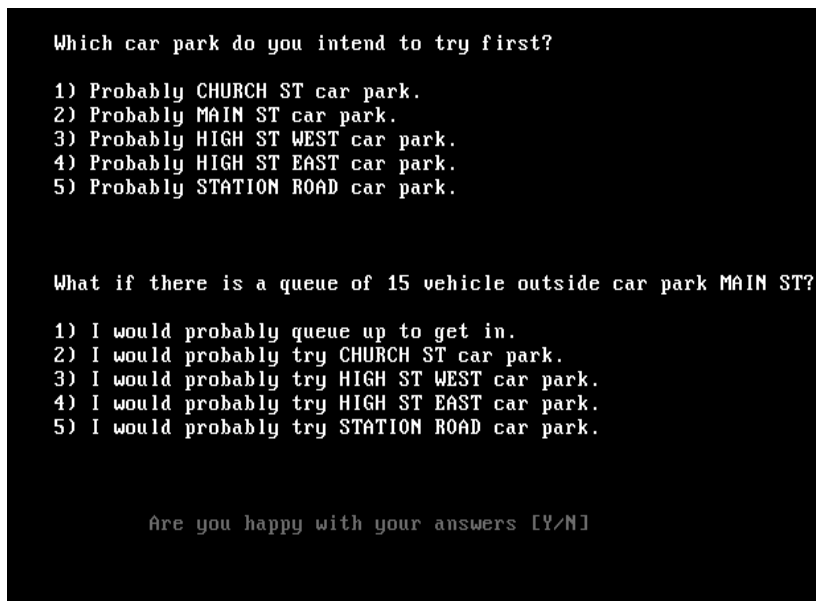 Which car park do you intend to try first?
1) Probably CHURCH ST car park.
2) Probably MAIN ST car park.
3) Probably HIGH ST WEST car park.
4) Probably HIGH ST EAST car park.
5) Probably STATION ROAD car park.
What if there is a queue of 15 vehicle outside car park MAIN ST?
1) I would probably queue up to get in.
2) I would probably try CHURCH ST car park.
3) I would probably try HIGH ST WEST car park.
4) I would probably try HIGH ST EAST car park.
5) I would probably try STATION ROAD car park.
Are you happy with your answers [Y/N]